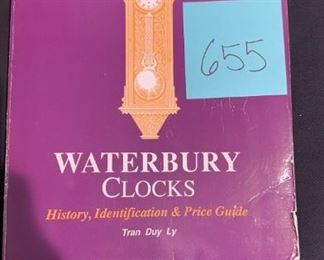 655
WATERBURY
CLOCKS
History, Identification & Price Guide
Tran Duy Ly